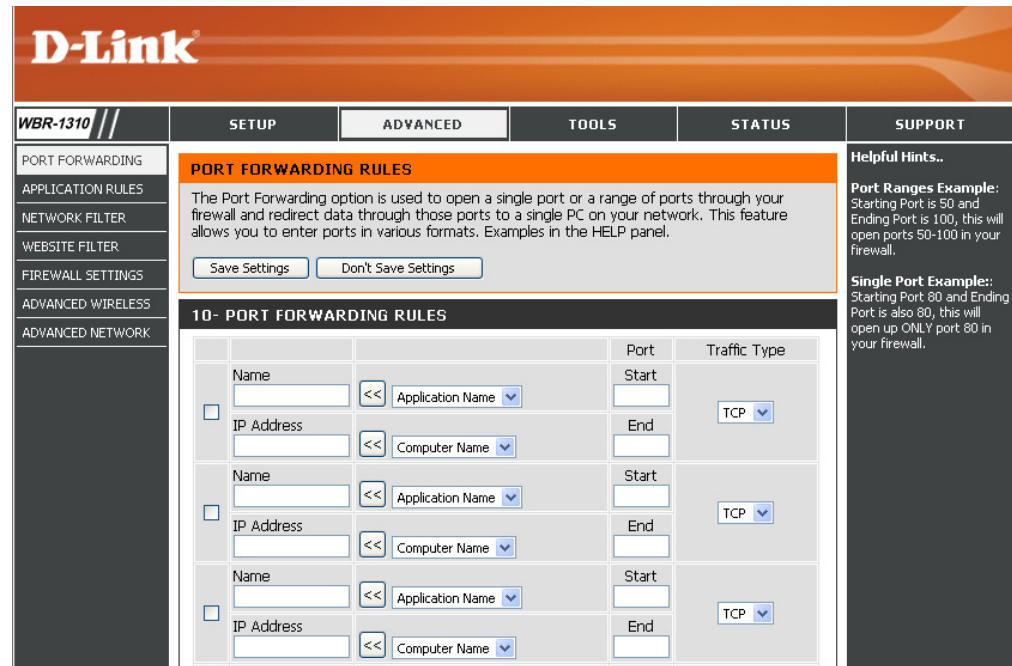 D-Link
WBR-1310
SETUP
ADVANCED
TOOLS
STATUS
SUPPORT
PORT FORWARDING
APPLICATION RULES
NETWORK FILTER
WEBSITE FILTER
FIREWALL SETTINGS
ADVANCED WIRELESS
ADVANCED NETWORK
PORT FORWARDING RULES
The Port Forwarding option is used to open a single port or a range of ports through your
firewall and redirect data through those ports to a single PC on your network. This feature
allows you to enter ports in various formats. Examples in the HELP panel.
Save Settings
Don't Save Settings
10- PORT FORWARDING RULES
Port
Traffic Type
Name
<<
Application Name
Start
TCP
IP Address
<<
Computer Name
End
Name
<<
Application Name
Start
TCP
IP Address
<<
Computer Name
End
Name
<<
Application Name
Start
TCP
IP Address
<<
Computer Name
End
Helpful Hints..
Port Ranges Example:
Starting Port is 50 and
Ending Port is 100, this will
open ports 50-100 in your
firewall.
Single Port Example::
Starting Port 80 and Ending
Port is also 80, this will
open up ONLY port 80 in
your firewall.